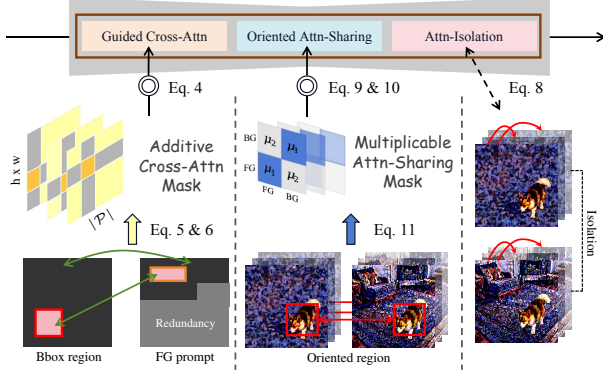 Guided Cross-Attn
Oriented Attn-Sharing
Attn-Isolation
Eq. 4
Eq. 9 & 10
Eq. 8
h x w
|𝒫|
Additive
Cross-Attn
Mask
BG
FG
μ₂
μ₁
μ₁
μ₂
FG
BG
Multiplicable
Attn-Sharing
Mask
Isolation
Eq. 5 & 6
Eq. 11
Redundancy
Bbox region
FG prompt
Oriented region